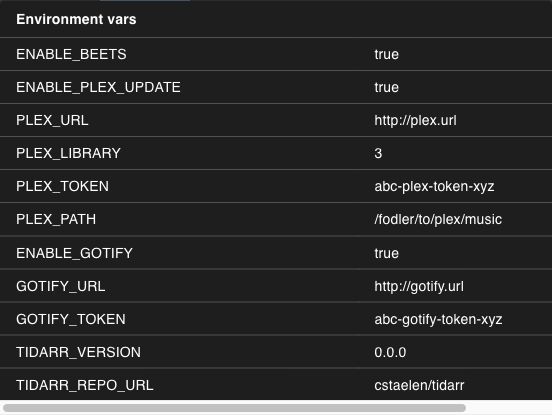 Environment vars
ENABLE_BEETS true
ENABLE_PLEX_UPDATE true
PLEX_URL http://plex.url
PLEX_LIBRARY 3
PLEX_TOKEN abc-plex-token-xyz
PLEX_PATH /fodler/to/plex/music
ENABLE_GOTIFY true
GOTIFY_URL http://gotify.url
GOTIFY_TOKEN abc-gotify-token-xyz
TIDARR_VERSION 0.0.0
TIDARR_REPO_URL cstaelen/tidarr